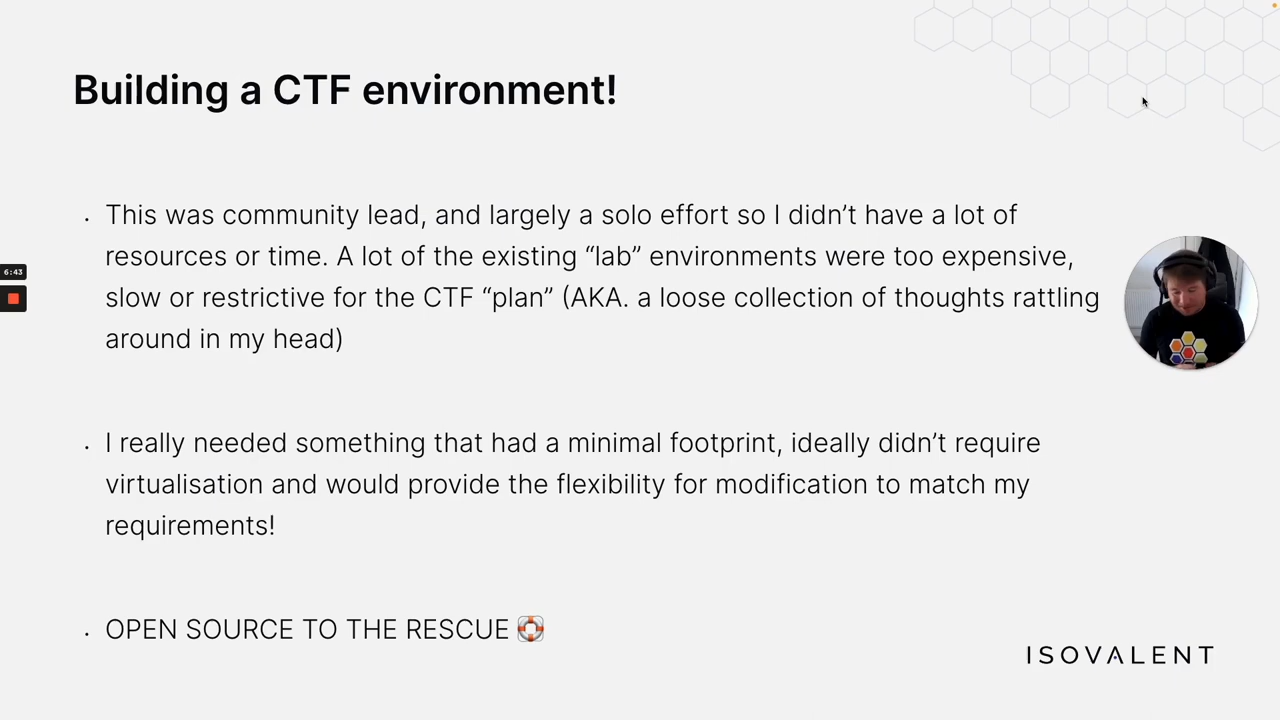 Building a CTF environment!
This was community lead, and largely a solo effort so I didn’t have a lot of
resources or time. A lot of the existing “lab” environments were too expensive,
slow or restrictive for the CTF “plan” (AKA. a loose collection of thoughts rattling
around in my head)
6:43
I really needed something that had a minimal footprint, ideally didn’t require
virtualisation and would provide the flexibility for modification to match my
requirements!
OPEN SOURCE TO THE RESCUE 🛟
ISOVALENT